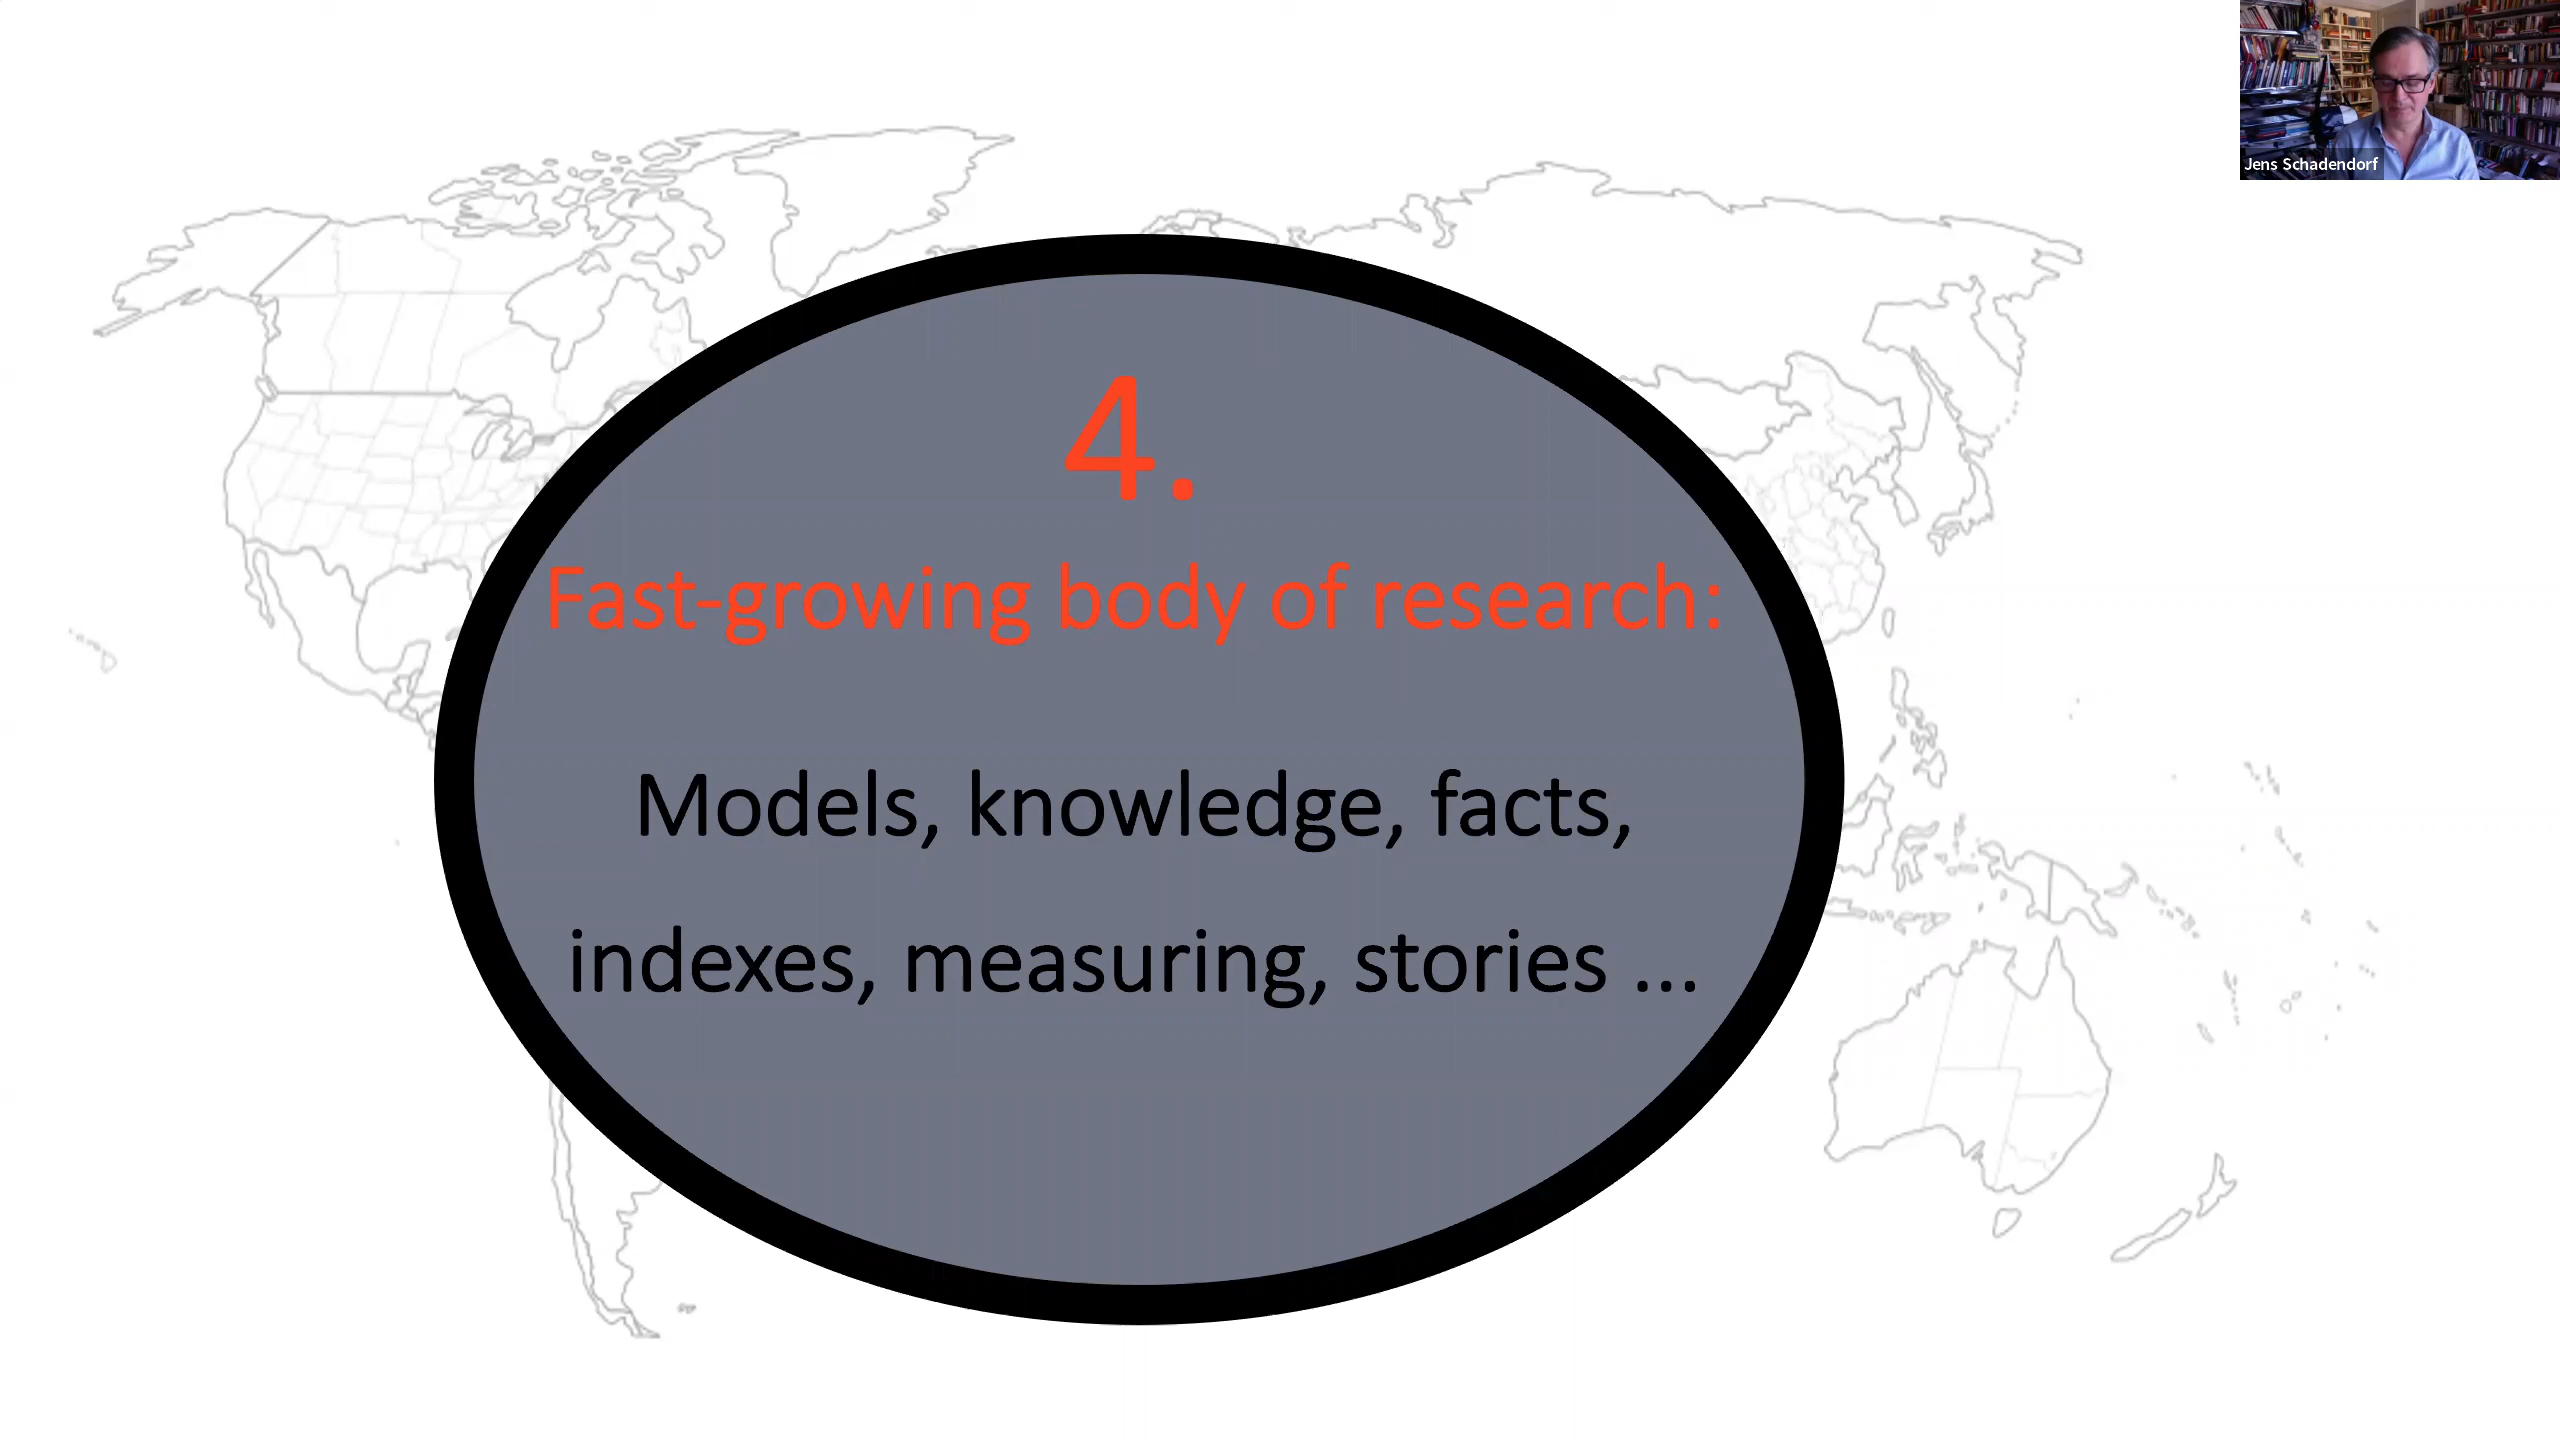 Jens Schadendorf
4.
Fast-growing body of research:
Models, knowledge, facts,
indexes, measuring, stories ...